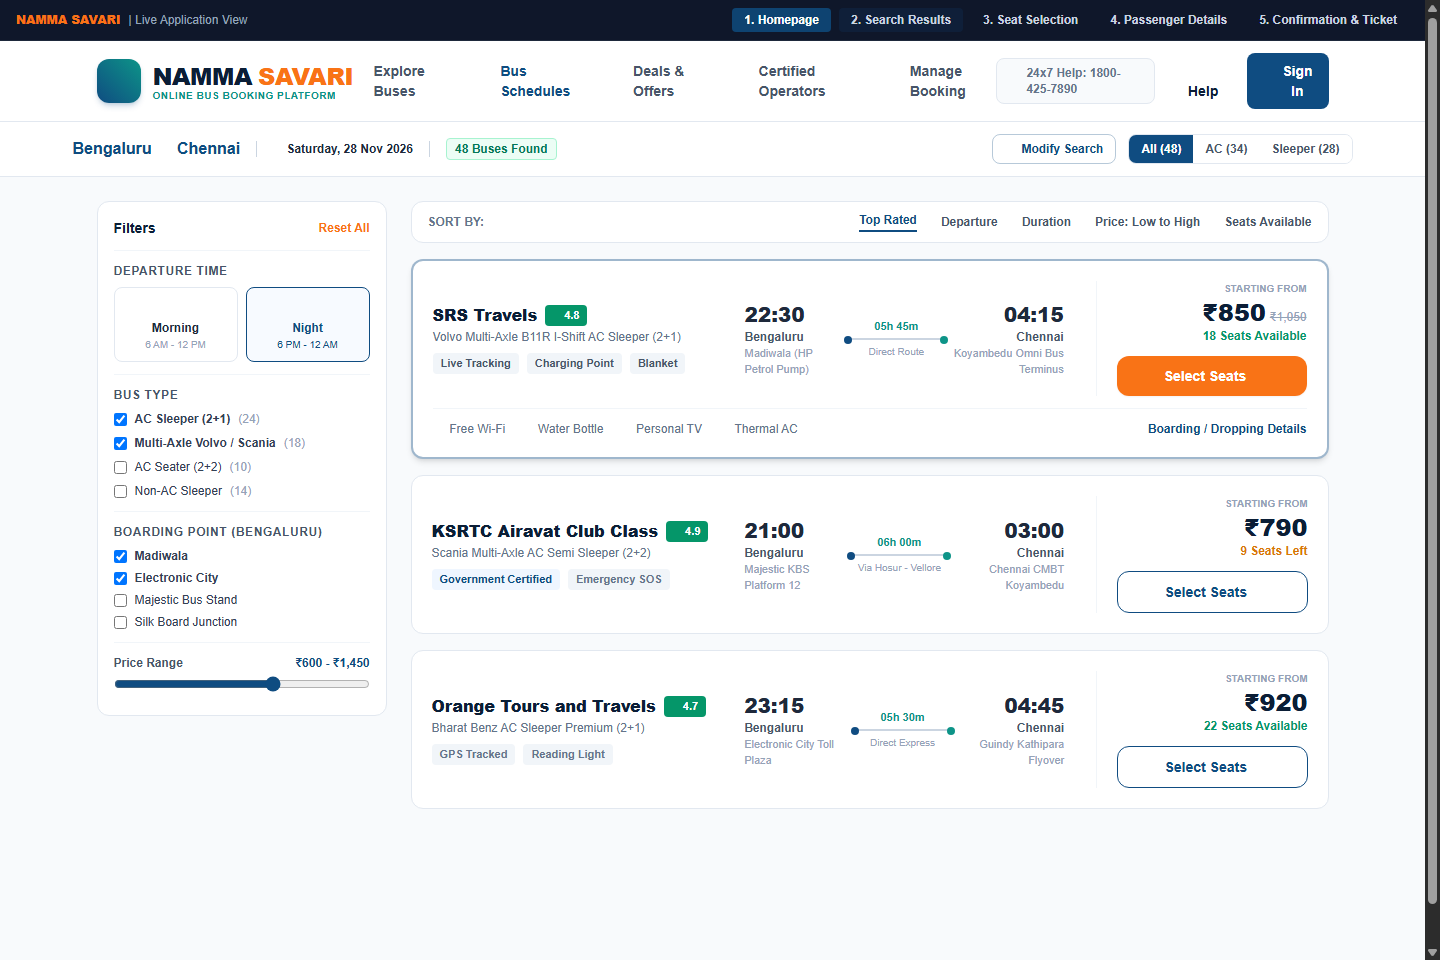 NAMMA SAVARI | Live Application View
1. Homepage
2. Search Results
3. Seat Selection
4. Passenger Details
5. Confirmation & Ticket
NAMMA SAVARI
ONLINE BUS BOOKING PLATFORM
Explore
Buses
Bus
Schedules
Deals &
Offers
Certified
Operators
Manage
Booking
24x7 Help: 1800-
425-7890
Help
Sign
In
Bengaluru
Chennai
Saturday, 28 Nov 2026
48 Buses Found
Modify Search
All (48)
AC (34)
Sleeper (28)
Filters
Reset All
DEPARTURE TIME
Morning
6 AM - 12 PM
Night
6 PM - 12 AM
BUS TYPE
AC Sleeper (2+1) (24)
Multi-Axle Volvo / Scania (18)
AC Seater (2+2) (10)
Non-AC Sleeper (14)
BOARDING POINT (BENGALURU)
Madiwala
Electronic City
Majestic Bus Stand
Silk Board Junction
Price Range
₹600 - ₹1,450
SORT BY:
Top Rated
Departure
Duration
Price: Low to High
Seats Available
SRS Travels 4.8
Volvo Multi-Axle B11R I-Shift AC Sleeper (2+1)
Live Tracking
Charging Point
Blanket
22:30
Bengaluru
Madiwala (HP
Petrol Pump)
05h 45m
Direct Route
04:15
Chennai
Koyambedu Omni Bus
Terminus
STARTING FROM
₹850 ₹1,050
18 Seats Available
Select Seats
Free Wi-Fi
Water Bottle
Personal TV
Thermal AC
Boarding / Dropping Details
KSRTC Airavat Club Class 4.9
Scania Multi-Axle AC Semi Sleeper (2+2)
Government Certified
Emergency SOS
21:00
Bengaluru
Majestic KBS
Platform 12
06h 00m
Via Hosur - Vellore
03:00
Chennai
Chennai CMBT
Koyambedu
STARTING FROM
₹790
9 Seats Left
Select Seats
Orange Tours and Travels 4.7
Bharat Benz AC Sleeper Premium (2+1)
GPS Tracked
Reading Light
23:15
Bengaluru
Electronic City Toll
Plaza
05h 30m
Direct Express
04:45
Chennai
Guindy Kathipara
Flyover
STARTING FROM
₹920
22 Seats Available
Select Seats